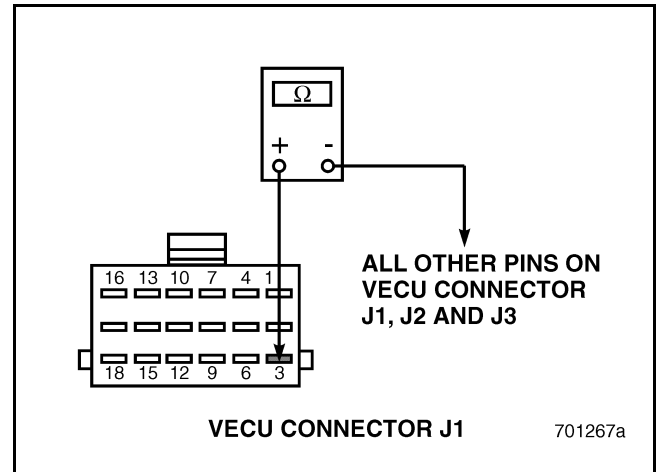 Ω
+ -
ALL OTHER PINS ON
VECU CONNECTOR
J1, J2 AND J3
16 13 10 7 4 1
18 15 12 9 6 3
VECU CONNECTOR J1
701267a